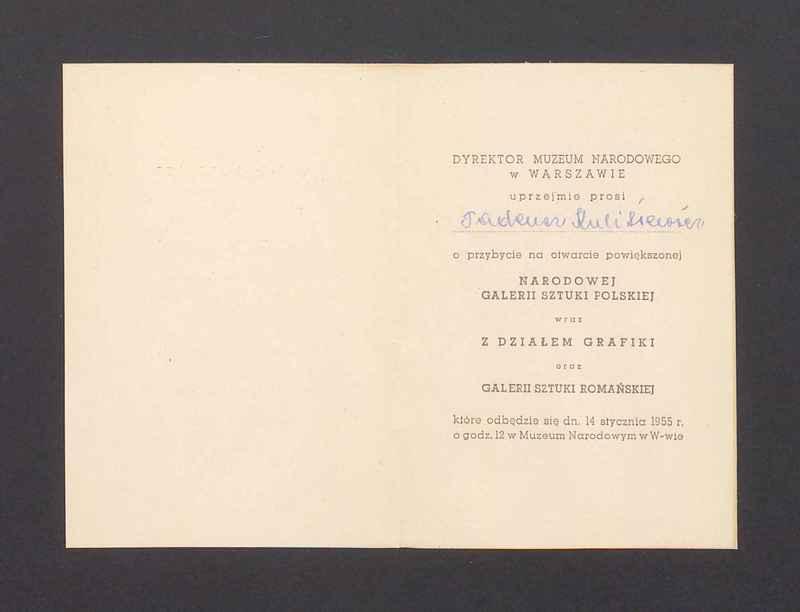 DYREKTOR MUZEUM NARODOWEGO
w WARSZAWIE
uprzejmie prosi
Tadeusz Kulisiewicz
o przybycie na otwarcie powiększonej
NARODOWEJ
GALERII SZTUKI POLSKIEJ
wraz
Z DZIAŁEM GRAFIKI
oraz
GALERII SZTUKI ROMAŃSKIEJ
które odbędzie się dn. 14 stycznia 1955 r.
o godz. 12 w Muzeum Narodowym w W-wie